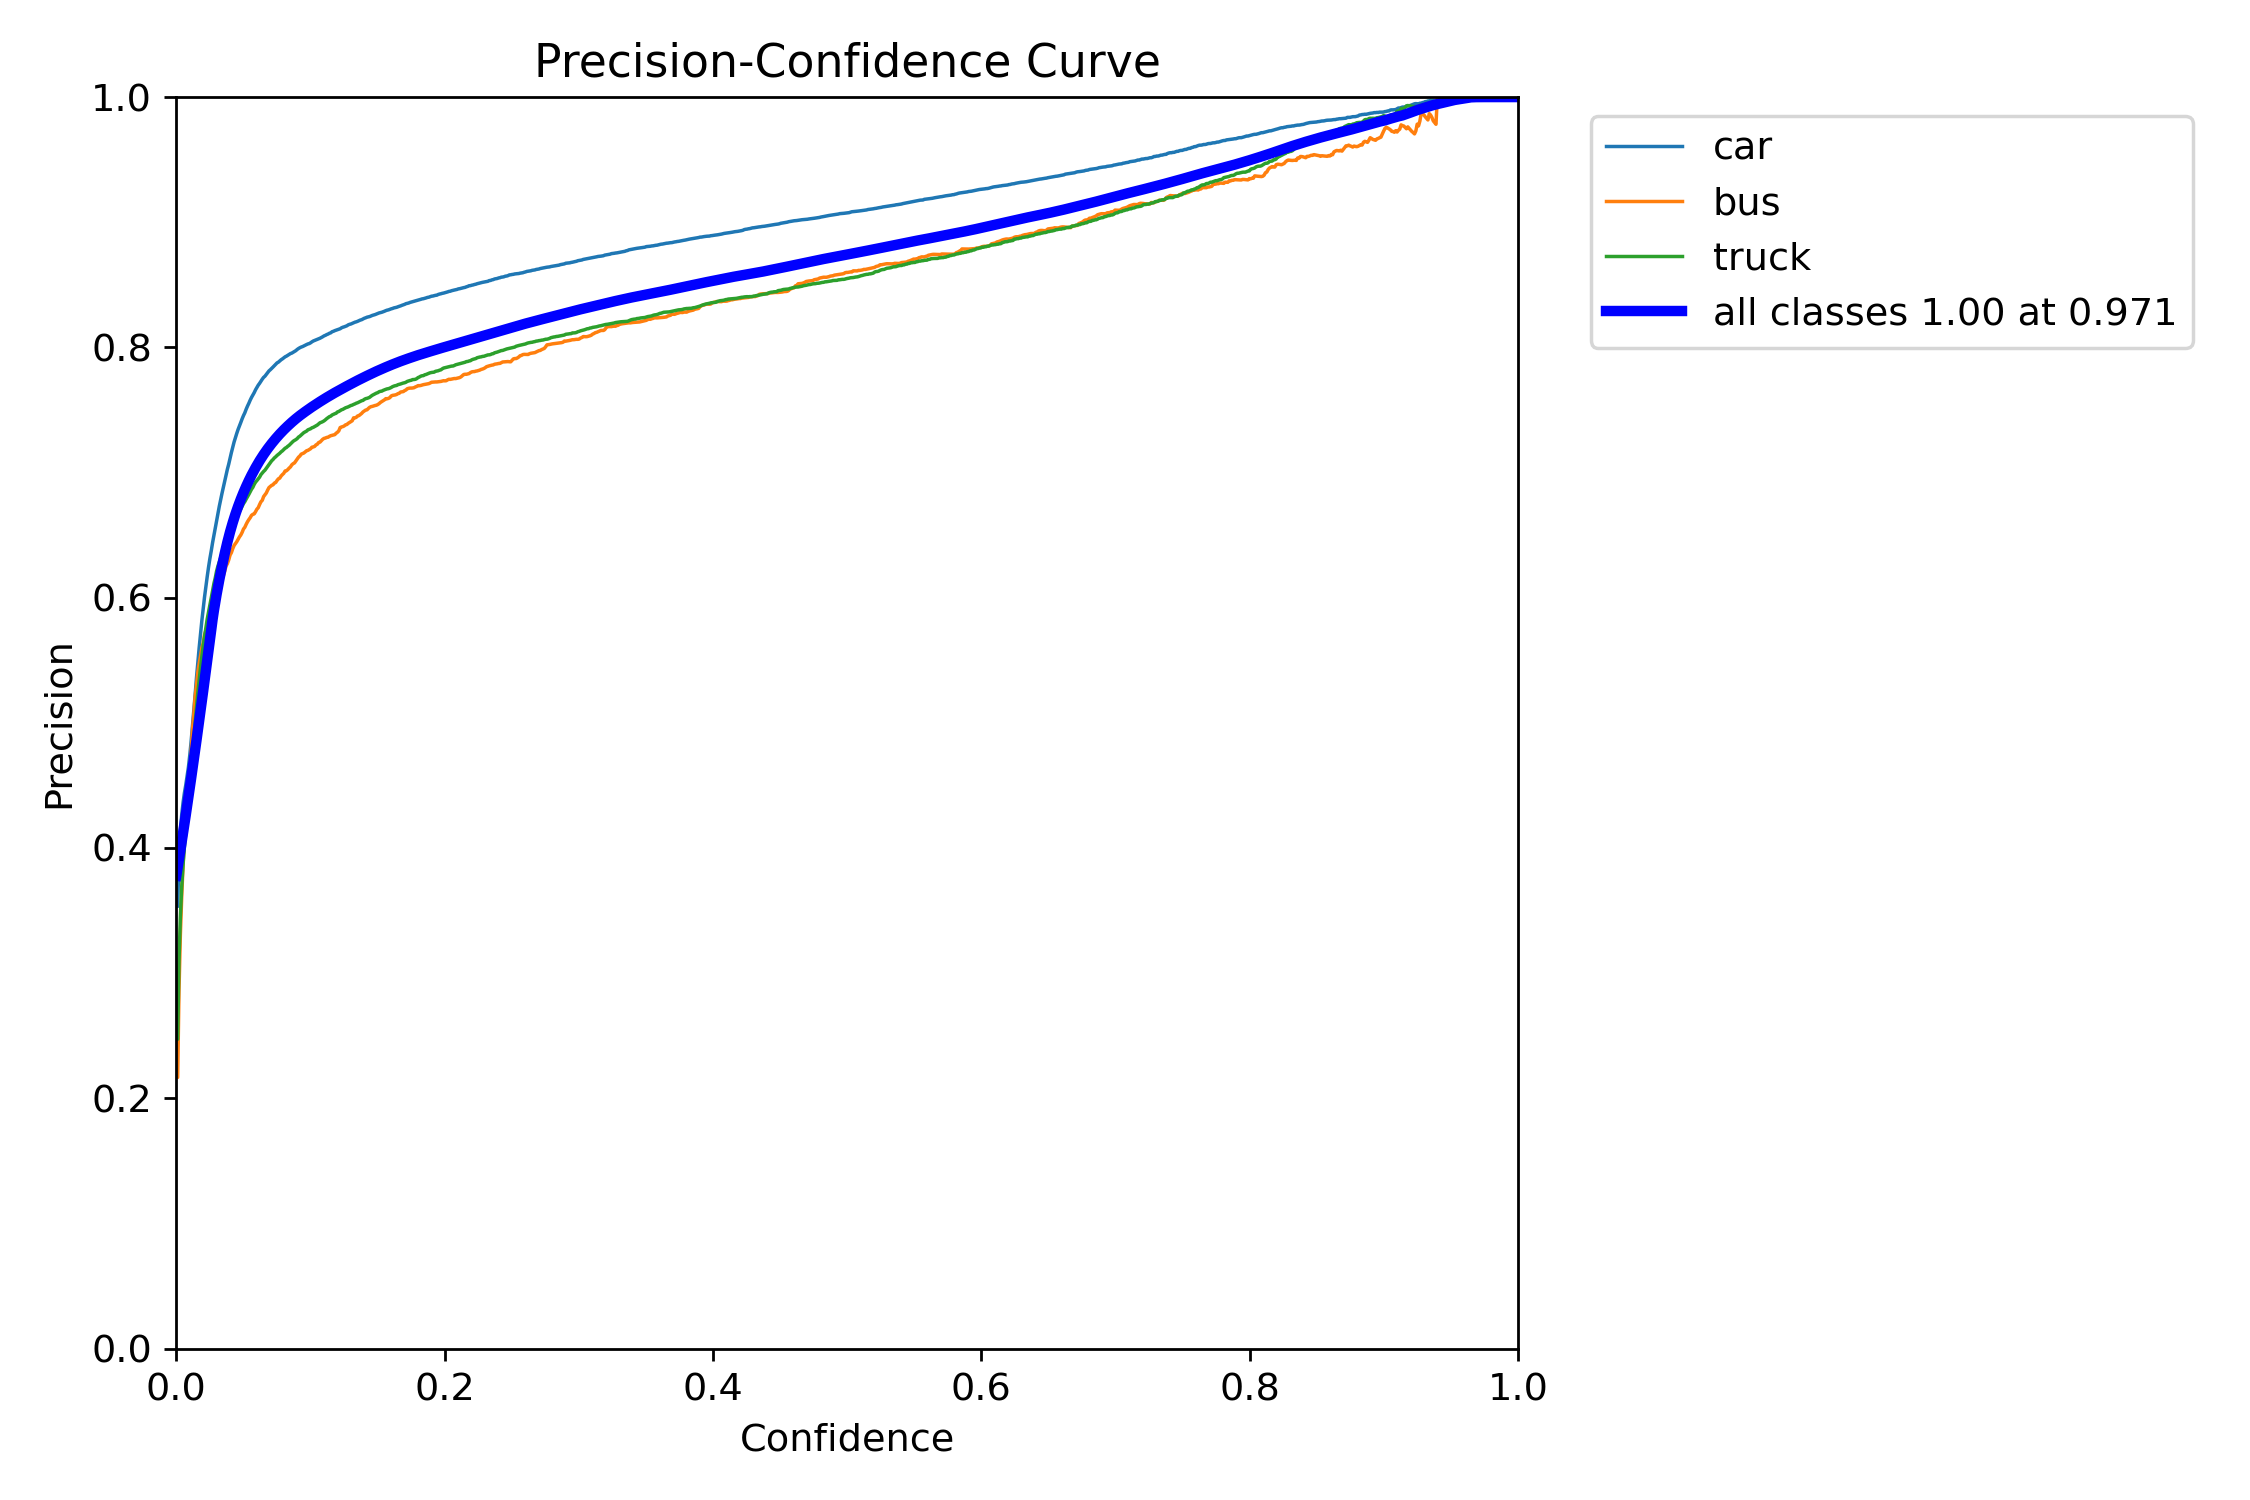 Precision-Confidence Curve
1.0
0.8
0.6
0.4
0.2
0.0
Precision
0.0 0.2 0.4 0.6 0.8 1.0
Confidence
car
bus
truck
all classes 1.00 at 0.971